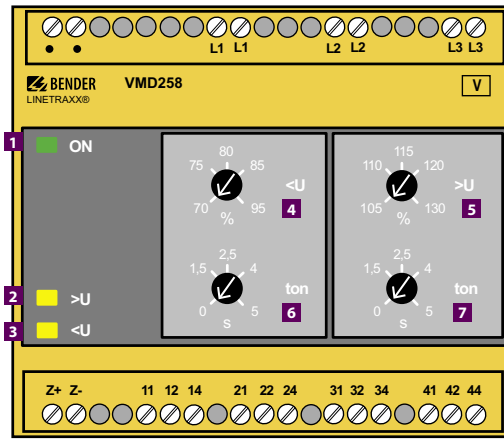 L1 L1 L2 L2 L3 L3
BENDER VMD258 V
LINETRAXX®
1 ON
2 >U
3 <U
80
75 85
70 95
%
<U
4
2,5
1,5 4
0 5
s
ton
6
115
110 120
105 130
%
>U
5
2,5
1,5 4
0 5
s
ton
7
Z+ Z- 11 12 14 21 22 24 31 32 34 41 42 44